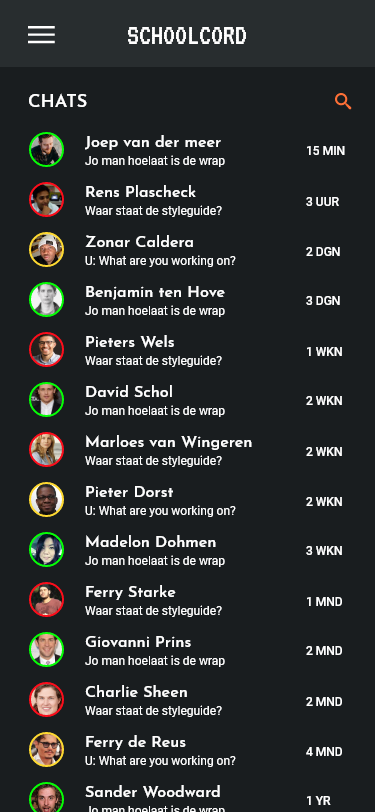 SCHOOLCORD
CHATS
Joep van der meer
Jo man hoelaat is de wrap
15 MIN
Rens Plascheck
Waar staat de styleguide?
3 UUR
Zonar Caldera
U: What are you working on?
2 DGN
Benjamin ten Hove
Jo man hoelaat is de wrap
3 DGN
Pieters Wels
Waar staat de styleguide?
1 WKN
David Schol
Jo man hoelaat is de wrap
2 WKN
Marloes van Wingeren
Waar staat de styleguide?
2 WKN
Pieter Dorst
U: What are you working on?
2 WKN
Madelon Dohmen
Jo man hoelaat is de wrap
3 WKN
Ferry Starke
Waar staat de styleguide?
1 MND
Giovanni Prins
Jo man hoelaat is de wrap
2 MND
Charlie Sheen
Waar staat de styleguide?
2 MND
Ferry de Reus
U: What are you working on?
4 MND
Sander Woodward
Jo man hoelaat is de wrap
1 YR